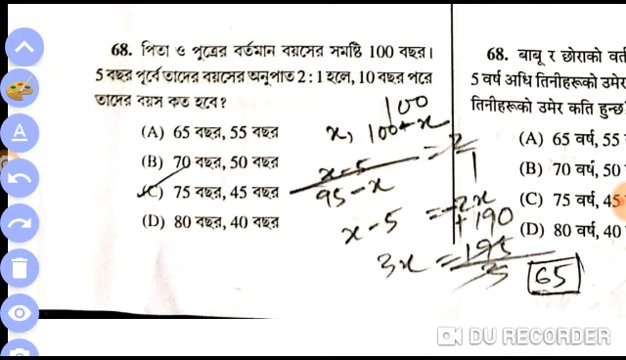 68. পিতা ও পুত্রের বর্তমান বয়সের সমষ্টি 100 বছর।
5 বছর পূর্বে তাদের বয়সের অনুপাত 2 : 1 হলে, 10 বছর পরে
তাদের বয়স কত হবে?
(A) 65 বছর, 55 বছর
(B) 70 বছর, 50 বছর
(C) 75 বছর, 45 বছর
(D) 80 বছর, 40 বছর
100
x, 100-x
x-5 = 2
95-x 1
x-5 = -2x
+190
3x = 195
65
68. बाबू र छोराको वर्त
5 वर्ष अघि तिनीहरूको उमेर
तिनीहरूको उमेर कति हुन्छ
(A) 65 वर्ष, 55
(B) 70 वर्ष, 50
(C) 75 वर्ष, 45
(D) 80 वर्ष, 40
A
DU RECORDER